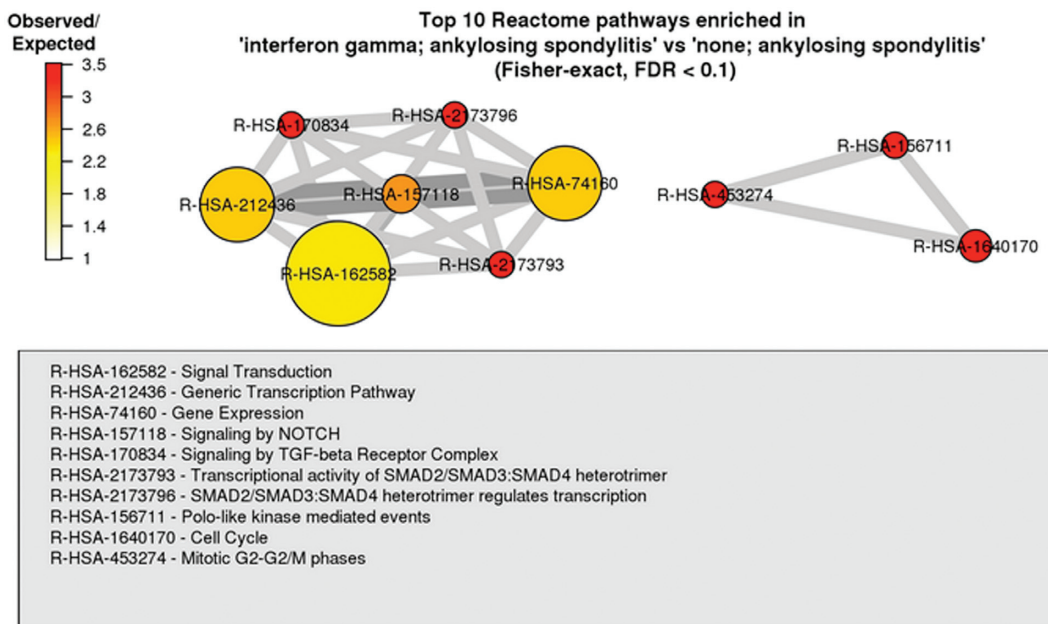 Observed/
Expected
Top 10 Reactome pathways enriched in
'interferon gamma; ankylosing spondylitis' vs 'none; ankylosing spondylitis'
(Fisher-exact, FDR < 0.1)
3.5
3
2.6
2.2
1.8
1.4
1
R-HSA-170834
R-HSA-2173796
R-HSA-212436
R-HSA-157118
R-HSA-74160
R-HSA-162582
R-HSA-2173793
R-HSA-156711
R-HSA-453274
R-HSA-1640170
R-HSA-162582 - Signal Transduction
R-HSA-212436 - Generic Transcription Pathway
R-HSA-74160 - Gene Expression
R-HSA-157118 - Signaling by NOTCH
R-HSA-170834 - Signaling by TGF-beta Receptor Complex
R-HSA-2173793 - Transcriptional activity of SMAD2/SMAD3:SMAD4 heterotrimer
R-HSA-2173796 - SMAD2/SMAD3:SMAD4 heterotrimer regulates transcription
R-HSA-156711 - Polo-like kinase mediated events
R-HSA-1640170 - Cell Cycle
R-HSA-453274 - Mitotic G2-G2/M phases